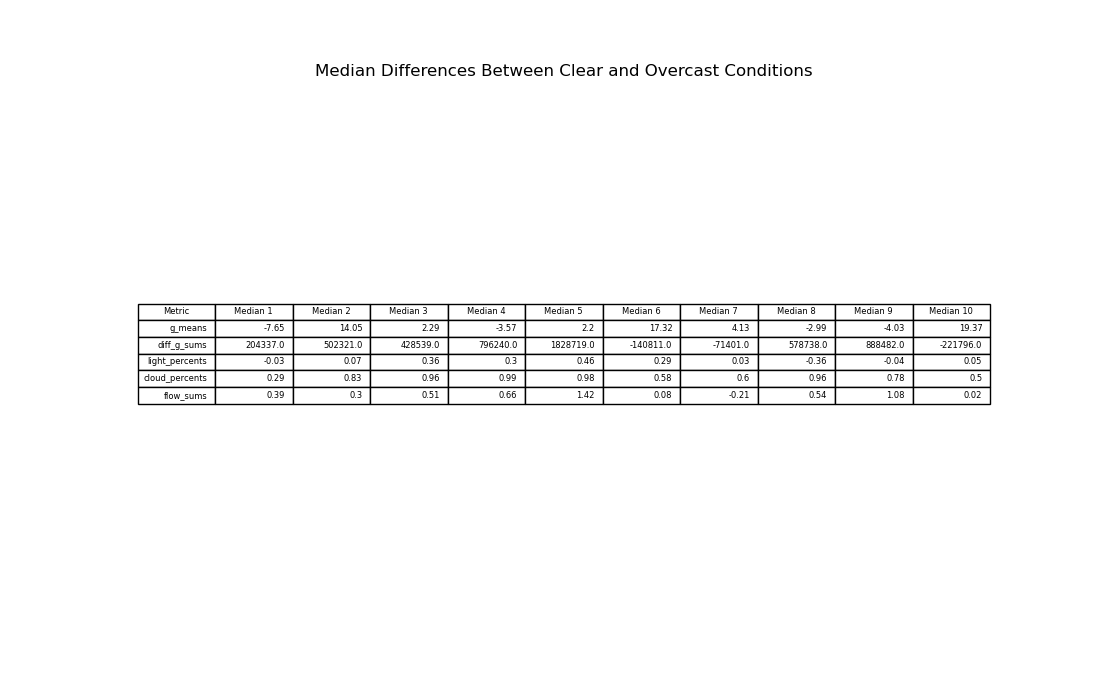 Median Differences Between Clear and Overcast Conditions
Metric Median 1 Median 2 Median 3 Median 4 Median 5 Median 6 Median 7 Median 8 Median 9 Median 10
g_means -7.65 14.05 2.29 -3.57 2.2 17.32 4.13 -2.99 -4.03 19.37
diff_g_sums 204337.0 502321.0 428539.0 796240.0 1828719.0 -140811.0 -71401.0 578738.0 888482.0 -221796.0
light_percents -0.03 0.07 0.36 0.3 0.46 0.29 0.03 -0.36 -0.04 0.05
cloud_percents 0.29 0.83 0.96 0.99 0.98 0.58 0.6 0.96 0.78 0.5
flow_sums 0.39 0.3 0.51 0.66 1.42 0.08 -0.21 0.54 1.08 0.02